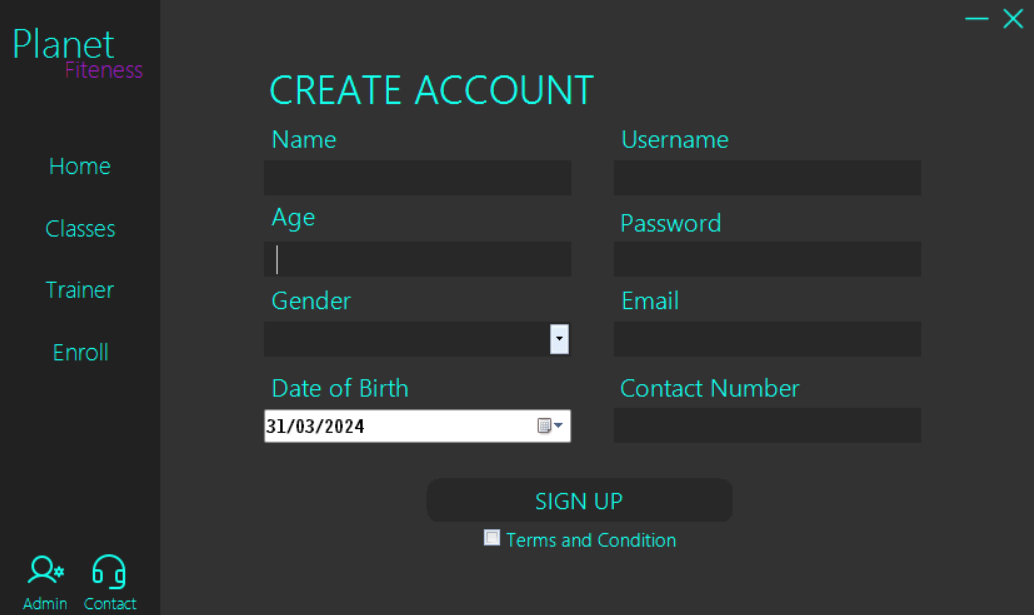 Planet
Fiteness
Home
Classes
Trainer
Enroll
Admin
Contact
CREATE ACCOUNT
Name
Username
Age
Password
Gender
Email
Date of Birth
Contact Number
31/03/2024
SIGN UP
Terms and Condition